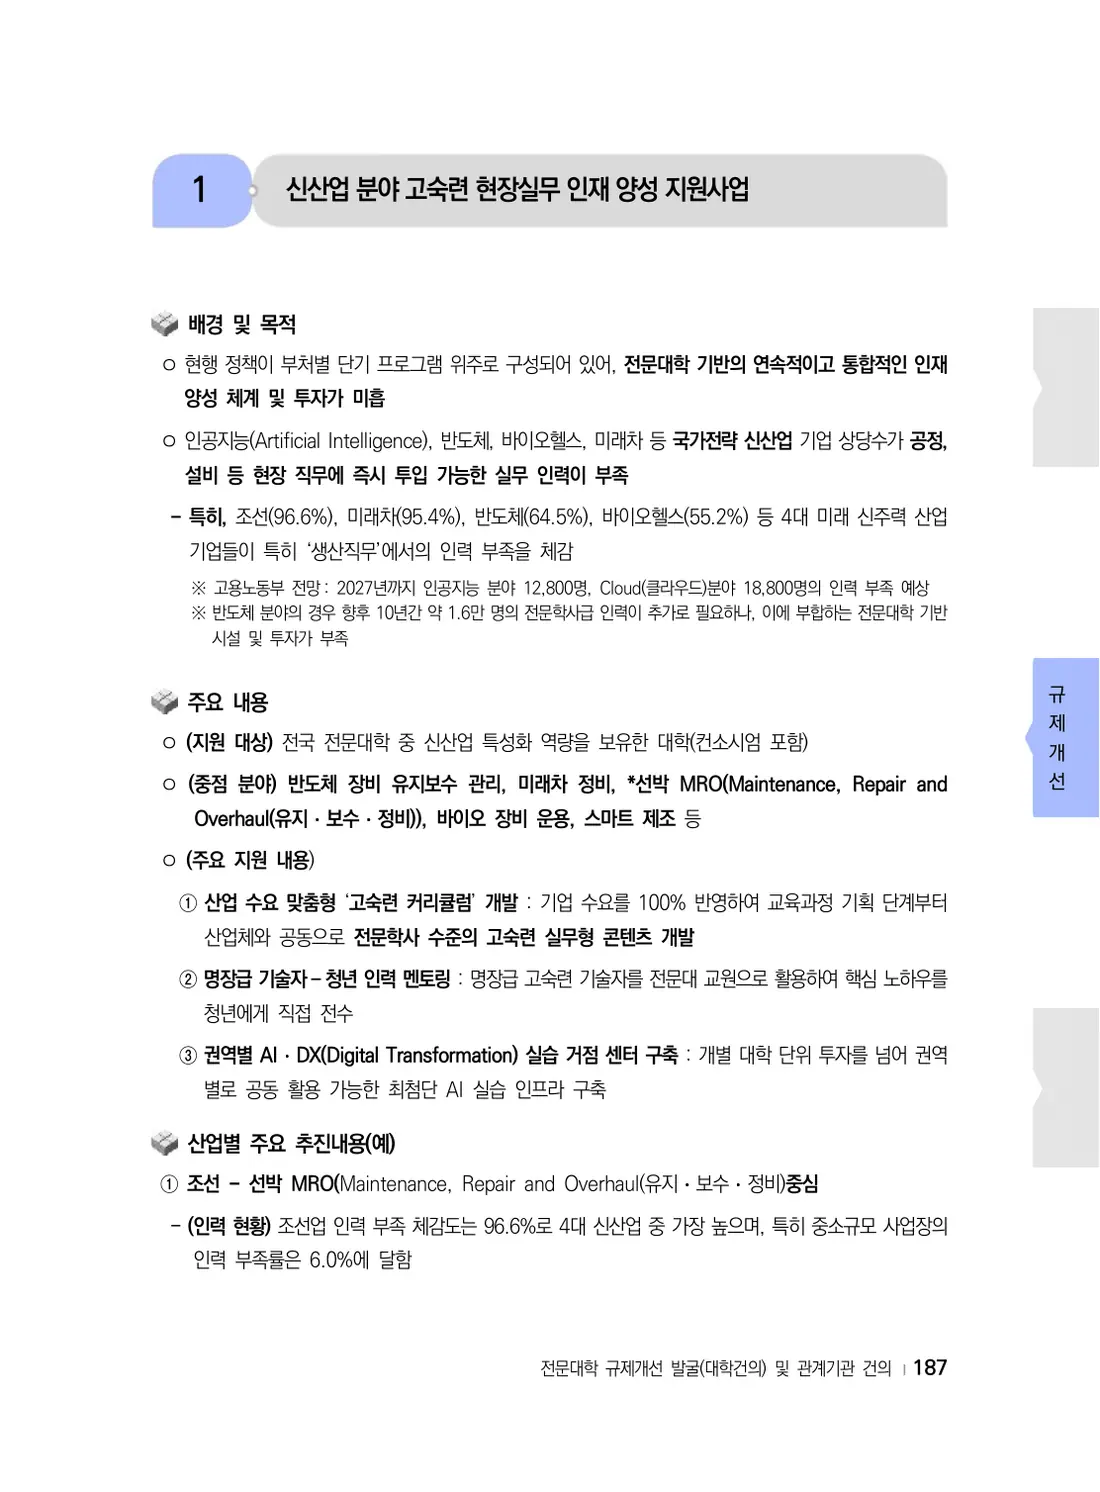 1
신산업 분야 고숙련 현장실무 인재 양성 지원사업
배경 및 목적
ㅇ 현행 정책이 부처별 단기 프로그램 위주로 구성되어 있어, 전문대학 기반의 연속적이고 통합적인 인재
양성 체계 및 투자가 미흡
ㅇ 인공지능(Artificial Intelligence), 반도체, 바이오헬스, 미래차 등 국가전략 신산업 기업 상당수가 공정,
설비 등 현장 직무에 즉시 투입 가능한 실무 인력이 부족
- 특히, 조선(96.6%), 미래차(95.4%), 반도체(64.5%), 바이오헬스(55.2%) 등 4대 미래 신주력 산업
기업들이 특히 ‘생산직무’에서의 인력 부족을 체감
※ 고용노동부 전망 : 2027년까지 인공지능 분야 12,800명, Cloud(클라우드)분야 18,800명의 인력 부족 예상
※ 반도체 분야의 경우 향후 10년간 약 1.6만 명의 전문학사급 인력이 추가로 필요하나, 이에 부합하는 전문대학 기반
시설 및 투자가 부족
주요 내용
ㅇ (지원 대상) 전국 전문대학 중 신산업 특성화 역량을 보유한 대학(컨소시엄 포함)
ㅇ (중점 분야) 반도체 장비 유지보수 관리, 미래차 정비, *선박 MRO(Maintenance, Repair and
Overhaul(유지·보수·정비)), 바이오 장비 운용, 스마트 제조 등
ㅇ (주요 지원 내용)
① 산업 수요 맞춤형 ‘고숙련 커리큘럼’ 개발 : 기업 수요를 100% 반영하여 교육과정 기획 단계부터
산업체와 공동으로 전문학사 수준의 고숙련 실무형 콘텐츠 개발
② 명장급 기술자 – 청년 인력 멘토링 : 명장급 고숙련 기술자를 전문대 교원으로 활용하여 핵심 노하우를
청년에게 직접 전수
③ 권역별 AI · DX(Digital Transformation) 실습 거점 센터 구축 : 개별 대학 단위 투자를 넘어 권역
별로 공동 활용 가능한 최첨단 AI 실습 인프라 구축
산업별 주요 추진내용(예)
① 조선 - 선박 MRO(Maintenance, Repair and Overhaul(유지·보수·정비)중심
- (인력 현황) 조선업 인력 부족 체감도는 96.6%로 4대 신산업 중 가장 높으며, 특히 중소규모 사업장의
인력 부족률은 6.0%에 달함
규
제
개
선
전문대학 규제개선 발굴(대학건의) 및 관계기관 건의 | 187